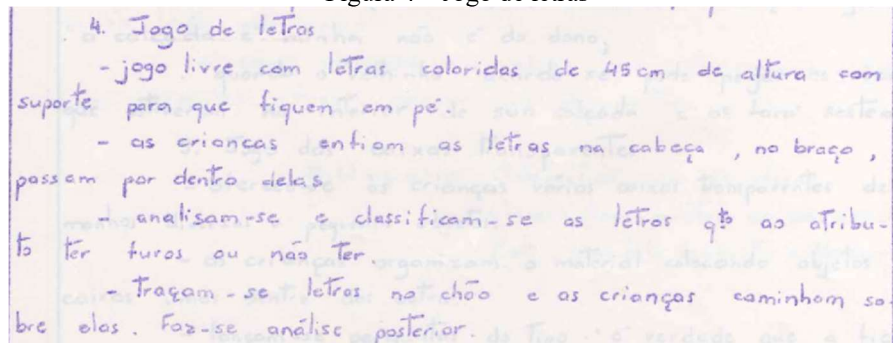 Figura 4 – Jogo de letras
4. Jogo de letras
- jogo livre com letras coloridas de 45 cm de altura com
suporte para que fiquem em pé.
- as crianças enfiam as letras na cabeça, no braço,
passam por dentro delas.
- analisam-se e classificam-se as letras qto ao atribu-
to ter furos ou não ter.
- Traçam-se letras no chão e as crianças caminham so
bre elas. Faz-se análise posterior.